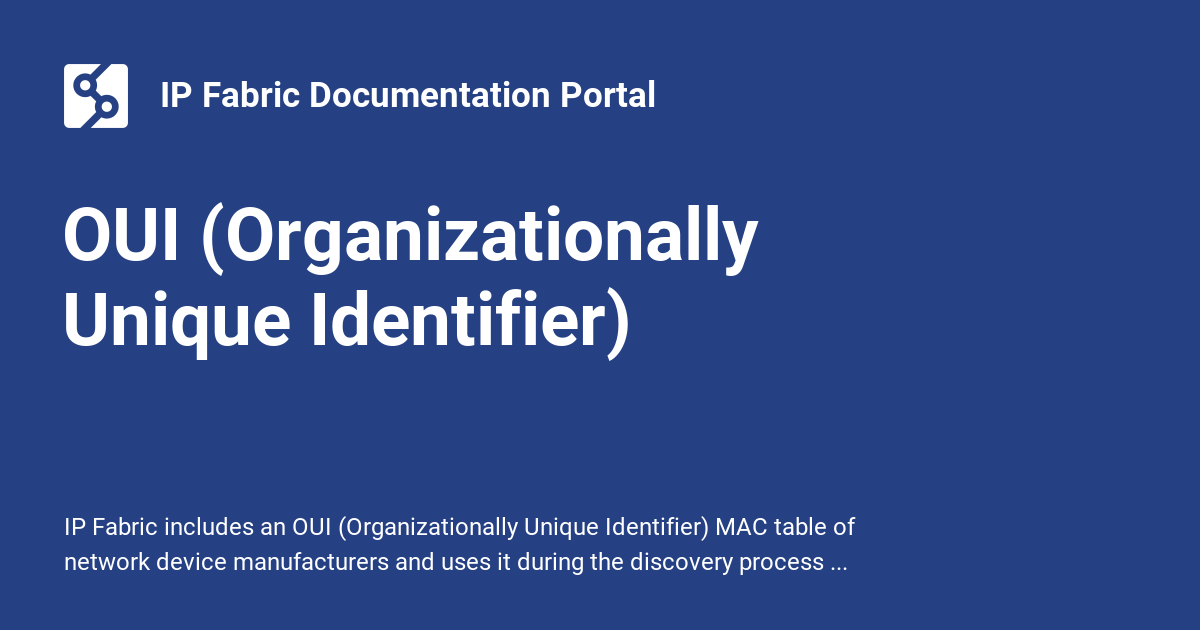 IP Fabric Documentation Portal
OUI (Organizationally
Unique Identifier)
IP Fabric includes an OUI (Organizationally Unique Identifier) MAC table of
network device manufacturers and uses it during the discovery process ...